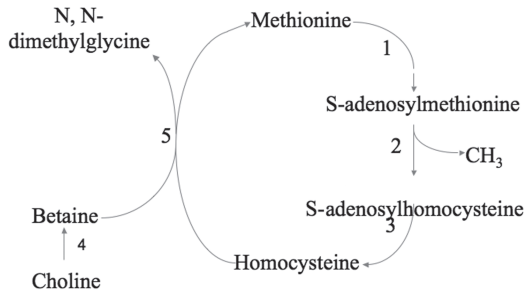 N, N-
dimethylglycine
Methionine
1
S-adenosylmethionine
2
CH₃
5
Betaine
S-adenosylhomocysteine
3
4
Homocysteine
Choline